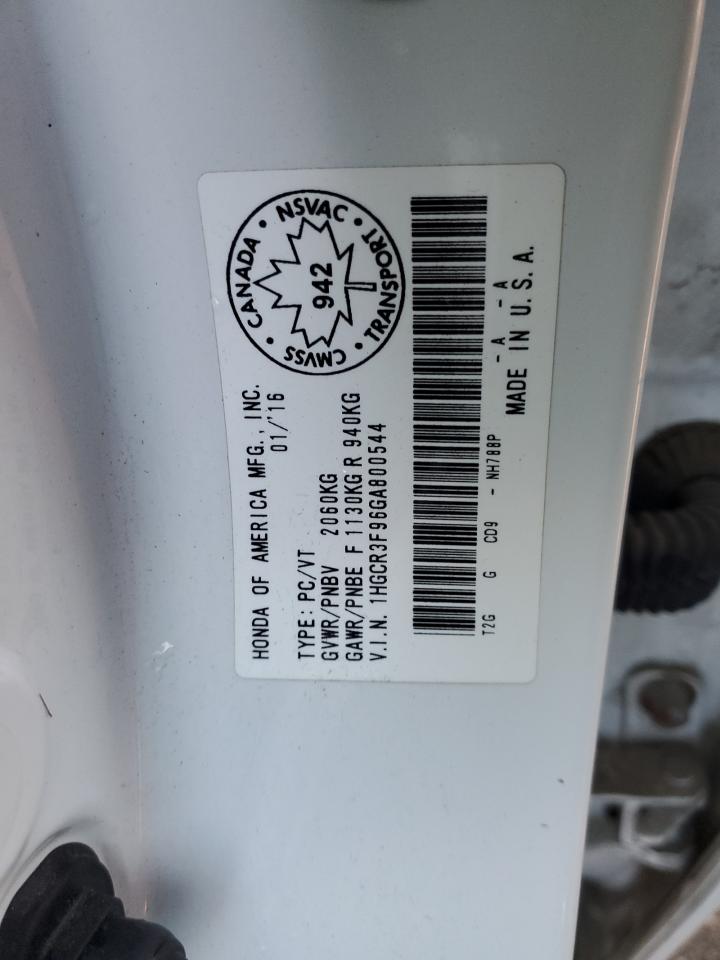 HONDA OF AMERICA MFG., INC.
01/'16
TYPE: PC/VT
GVWR/PNBV 2060KG
GAWR/PNBE F 1130KG R 940KG
V.I.N. 1HGCR3F96GA800544
CANADA · NSVAC · TRANSPORT · CMVSS ·
942
T2G G CD9 - NH788P - A - A
MADE IN U.S.A.